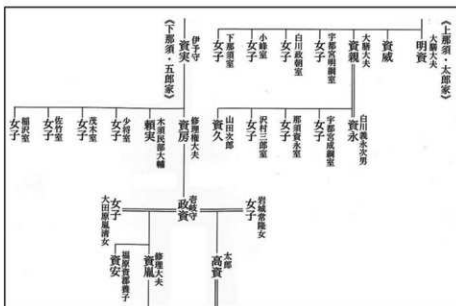 《上那須・太郎家》
大膳大夫
明資
資威
大膳大夫
資親
宇都宮明綱室
女子
白川政朝室
女子
小峰室
女子
下那須室
女子
白川義永次男
資永
宇都宮成綱室
女子
那須資永室
女子
沢村三郎室
女子
山田次郎
資久
《下那須・五郎家》
伊予守
資実
修理権大夫
資房
木須民部大輔
頼実
少将室
女子
茂木室
女子
佐竹室
女子
稲沢室
女子
岩城常隆女
女子
壱岐守
政資
女子
大田原胤清女
太郎
高資
修理大夫
資胤
福原資郡養子
資安